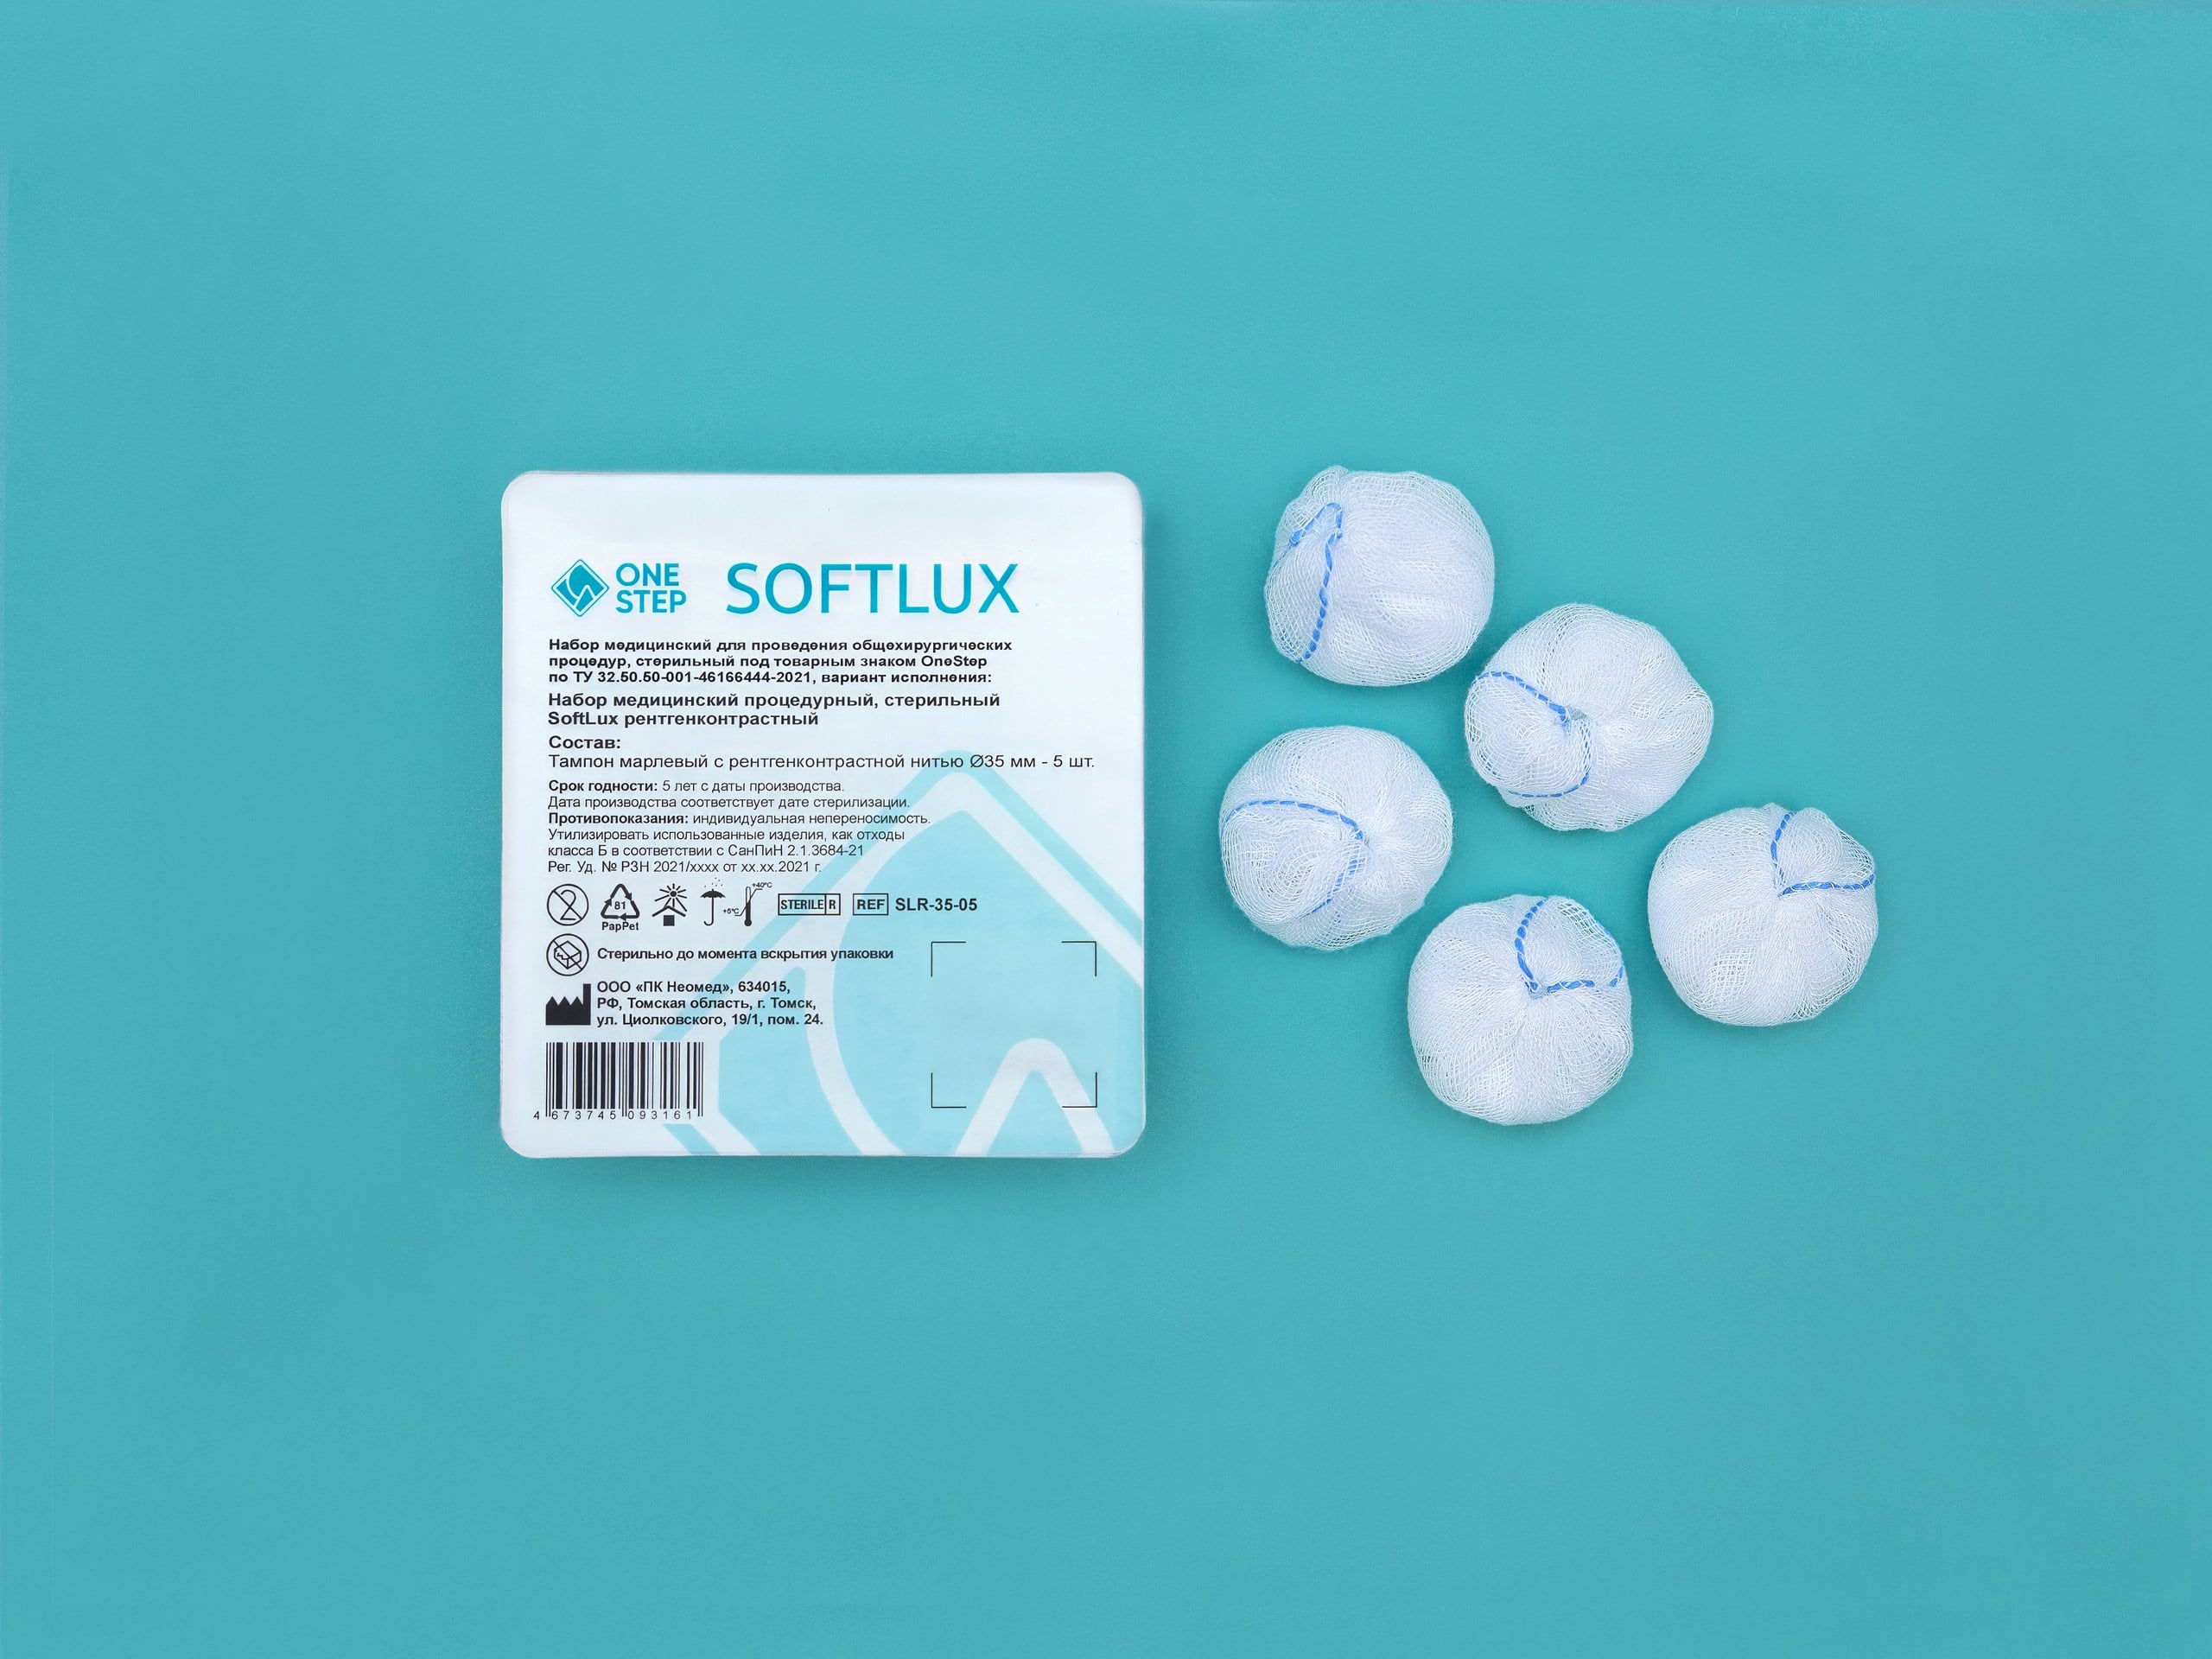 ONE
STEP
SOFTLUX
Набор медицинский для проведения общехирургических
процедур, стерильный под товарным знаком OneStep
по ТУ 32.50.50-001-46166444-2021, вариант исполнения:
Набор медицинский процедурный, стерильный
SoftLux рентгенконтрастный
Состав:
Тампон марлевый с рентгенконтрастной нитью Ø35 мм - 5 шт.
Срок годности: 5 лет с даты производства.
Дата производства соответствует дате стерилизации.
Противопоказания: индивидуальная непереносимость.
Утилизировать использованные изделия, как отходы
класса Б в соответствии с СанПиН 2.1.3684-21
Рег. Уд. № РЗН 2021/xxxx от xx.xx.2021 г.
2
81
PapPet
+5°C
+40°C
STERILE R
REF SLR-35-05
Стерильно до момента вскрытия упаковки
ООО «ПК Неомед», 634015,
РФ, Томская область, г. Томск,
ул. Циолковского, 19/1, пом. 24.
4 673745 093161